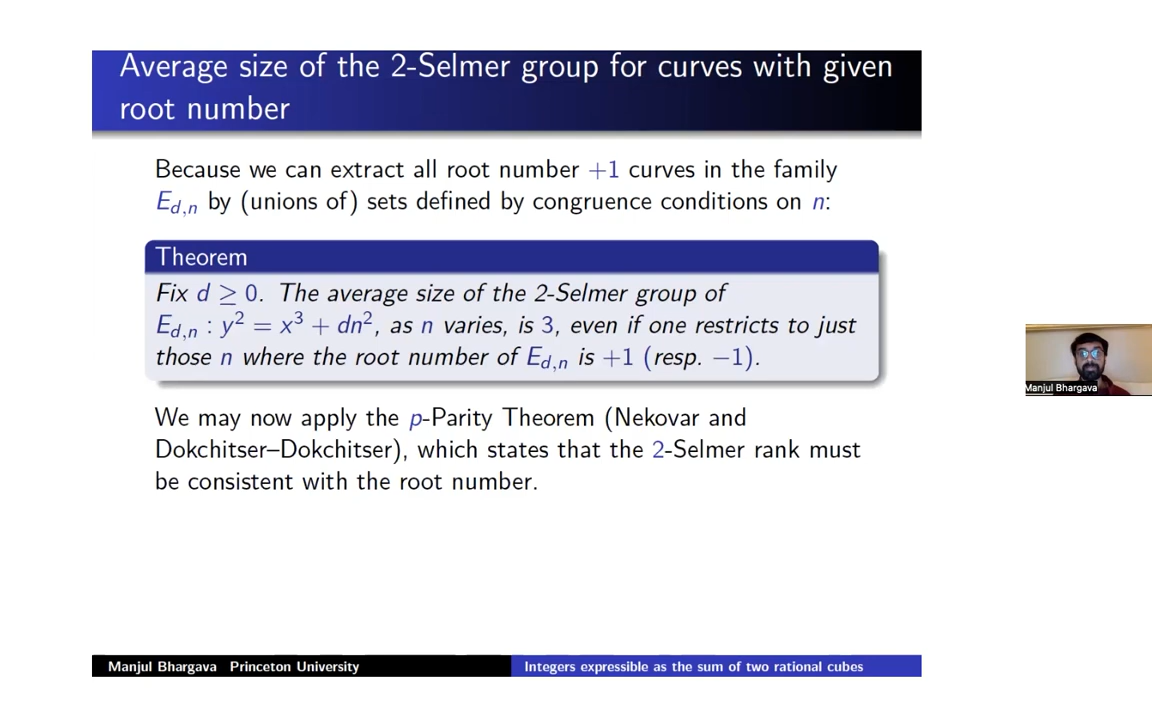 Average size of the 2-Selmer group for curves with given
root number
Because we can extract all root number +1 curves in the family
E_{d,n} by (unions of) sets defined by congruence conditions on n:
Theorem
Fix d ≥ 0. The average size of the 2-Selmer group of
E_{d,n} : y² = x³ + dn², as n varies, is 3, even if one restricts to just
those n where the root number of E_{d,n} is +1 (resp. −1).
We may now apply the p-Parity Theorem (Nekovar and
Dokchitser–Dokchitser), which states that the 2-Selmer rank must
be consistent with the root number.
Manjul Bhargava
Manjul Bhargava Princeton University
Integers expressible as the sum of two rational cubes